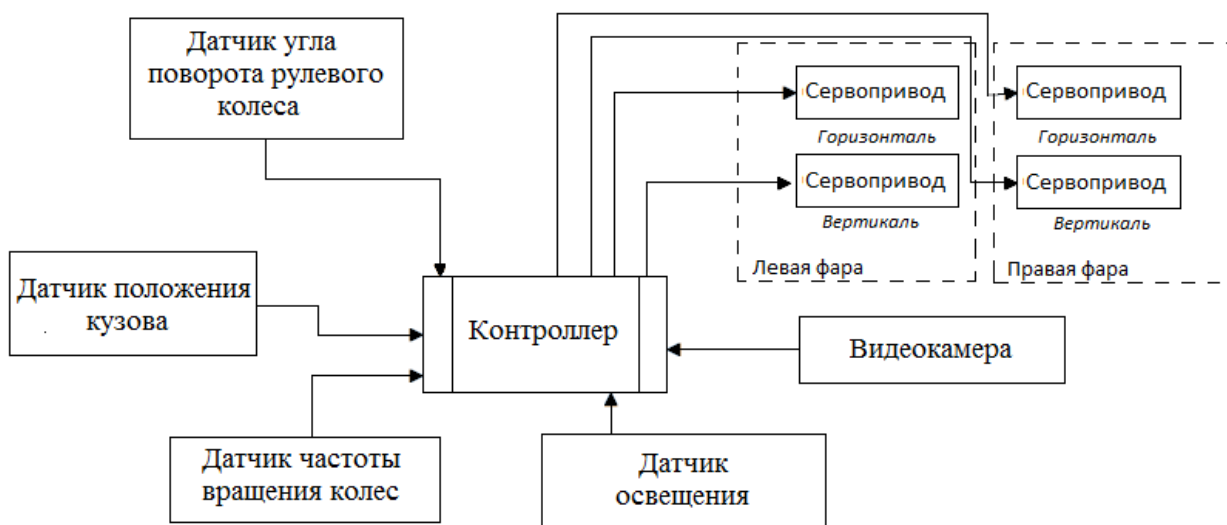 Датчик угла
поворота рулевого
колеса
Сервопривод
Сервопривод
Горизонталь
Горизонталь
Сервопривод
Сервопривод
Вертикаль
Вертикаль
Левая фара
Правая фара
Датчик положения
кузова
Контроллер
Видеокамера
Датчик частоты
вращения колес
Датчик
освещения